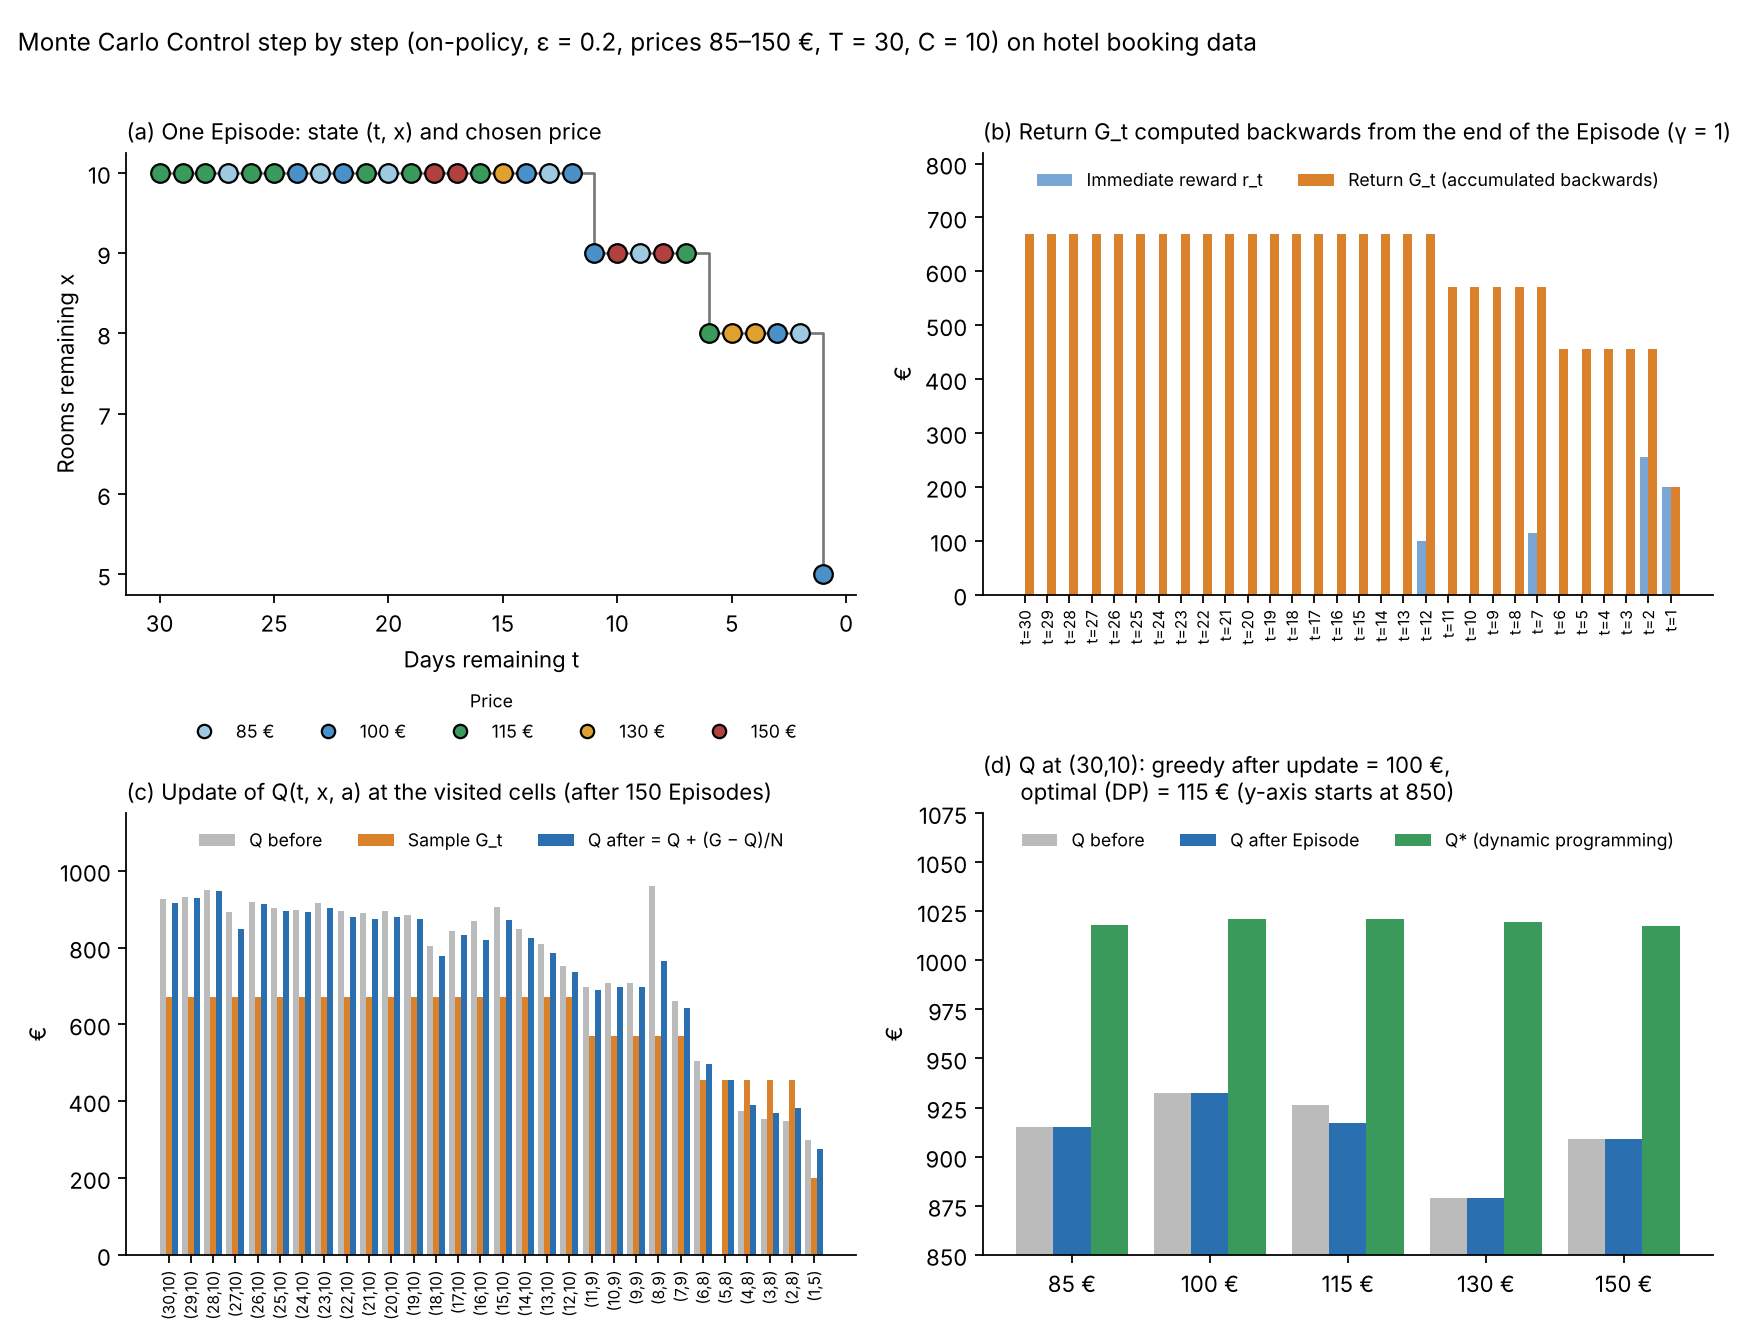 Monte Carlo Control step by step (on-policy, ε = 0.2, prices 85–150 €, T = 30, C = 10) on hotel booking data
(a) One Episode: state (t, x) and chosen price
10
9
8
7
6
5
Rooms remaining x
30
25
20
15
10
5
0
Days remaining t
Price
85 €
100 €
115 €
130 €
150 €
(b) Return G_t computed backwards from the end of the Episode (γ = 1)
Immediate reward r_t
Return G_t (accumulated backwards)
800
700
600
500
400
300
200
100
0
€
t=30
t=29
t=28
t=27
t=26
t=25
t=24
t=23
t=22
t=21
t=20
t=19
t=18
t=17
t=16
t=15
t=14
t=13
t=12
t=11
t=10
t=9
t=8
t=7
t=6
t=5
t=4
t=3
t=2
t=1
(c) Update of Q(t, x, a) at the visited cells (after 150 Episodes)
Q before
Sample G_t
Q after = Q + (G − Q)/N
1000
800
600
400
200
0
€
(30,10)
(29,10)
(28,10)
(27,10)
(26,10)
(25,10)
(24,10)
(23,10)
(22,10)
(21,10)
(20,10)
(19,10)
(18,10)
(17,10)
(16,10)
(15,10)
(14,10)
(13,10)
(12,10)
(11,9)
(10,9)
(9,9)
(8,9)
(7,9)
(6,8)
(5,8)
(4,8)
(3,8)
(2,8)
(1,5)
(d) Q at (30,10): greedy after update = 100 €,
optimal (DP) = 115 € (y-axis starts at 850)
Q before
Q after Episode
Q* (dynamic programming)
1075
1050
1025
1000
975
950
925
900
875
850
€
85 €
100 €
115 €
130 €
150 €